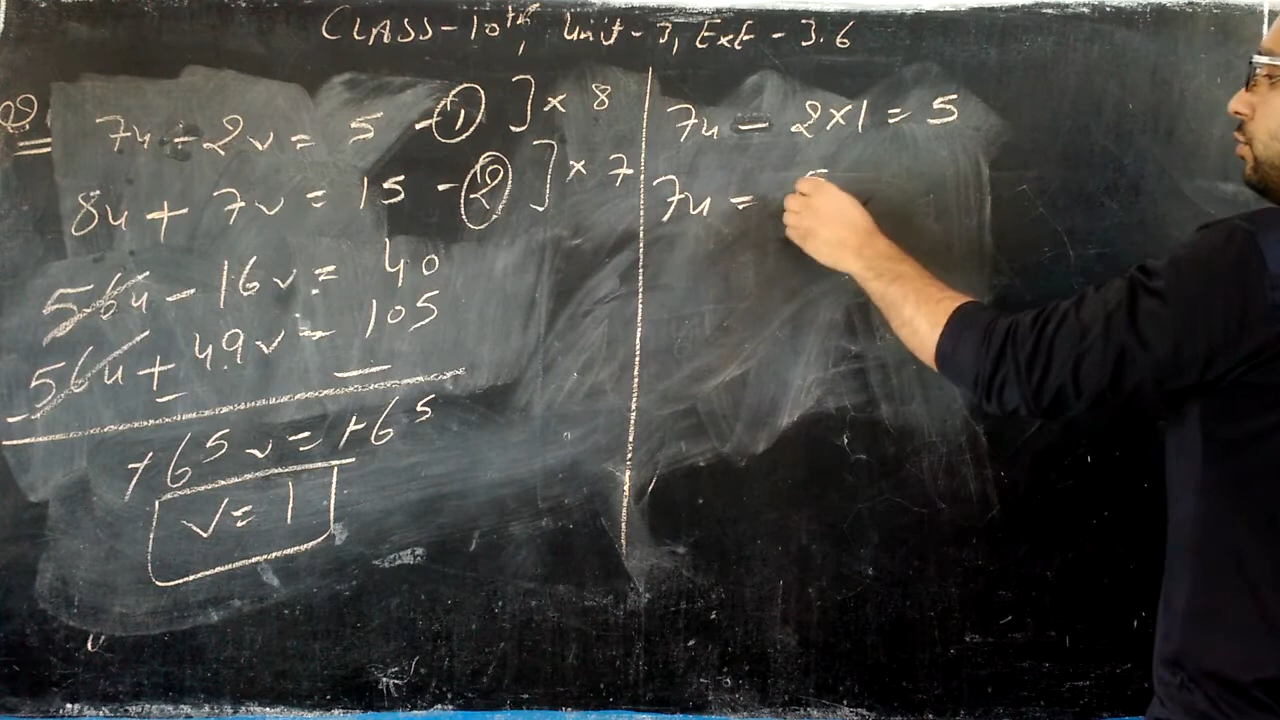 CLASS-10th, Unit-3, EXE-3.6
7u - 2v = 5 -① ] × 8
8u + 7v = 15 -② ] × 7
56u - 16v = 40
56u + 49v = 105
- - -
+65v = +65
v = 1
7u - 2×1 = 5
7u =